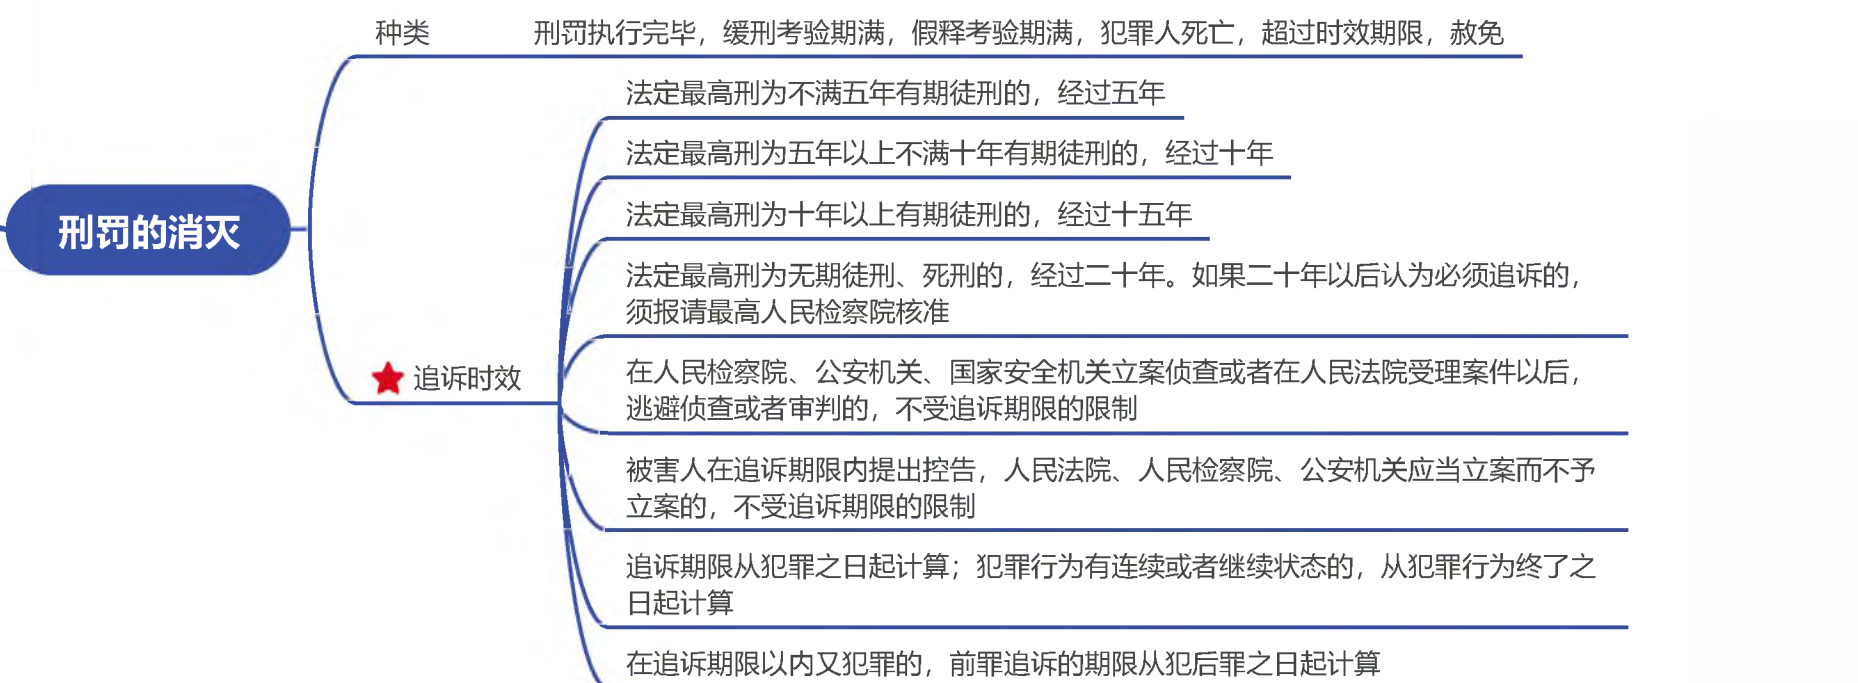 刑罚的消灭
种类
刑罚执行完毕，缓刑考验期满，假释考验期满，犯罪人死亡，超过时效期限，赦免
追诉时效
法定最高刑为不满五年有期徒刑的，经过五年
法定最高刑为五年以上不满十年有期徒刑的，经过十年
法定最高刑为十年以上有期徒刑的，经过十五年
法定最高刑为无期徒刑、死刑的，经过二十年。如果二十年以后认为必须追诉的，
须报请最高人民检察院核准
在人民检察院、公安机关、国家安全机关立案侦查或者在人民法院受理案件以后，
逃避侦查或者审判的，不受追诉期限的限制
被害人在追诉期限内提出控告，人民法院、人民检察院、公安机关应当立案而不予
立案的，不受追诉期限的限制
追诉期限从犯罪之日起计算；犯罪行为有连续或者继续状态的，从犯罪行为终了之
日起计算
在追诉期限以内又犯罪的，前罪追诉的期限从犯后罪之日起计算